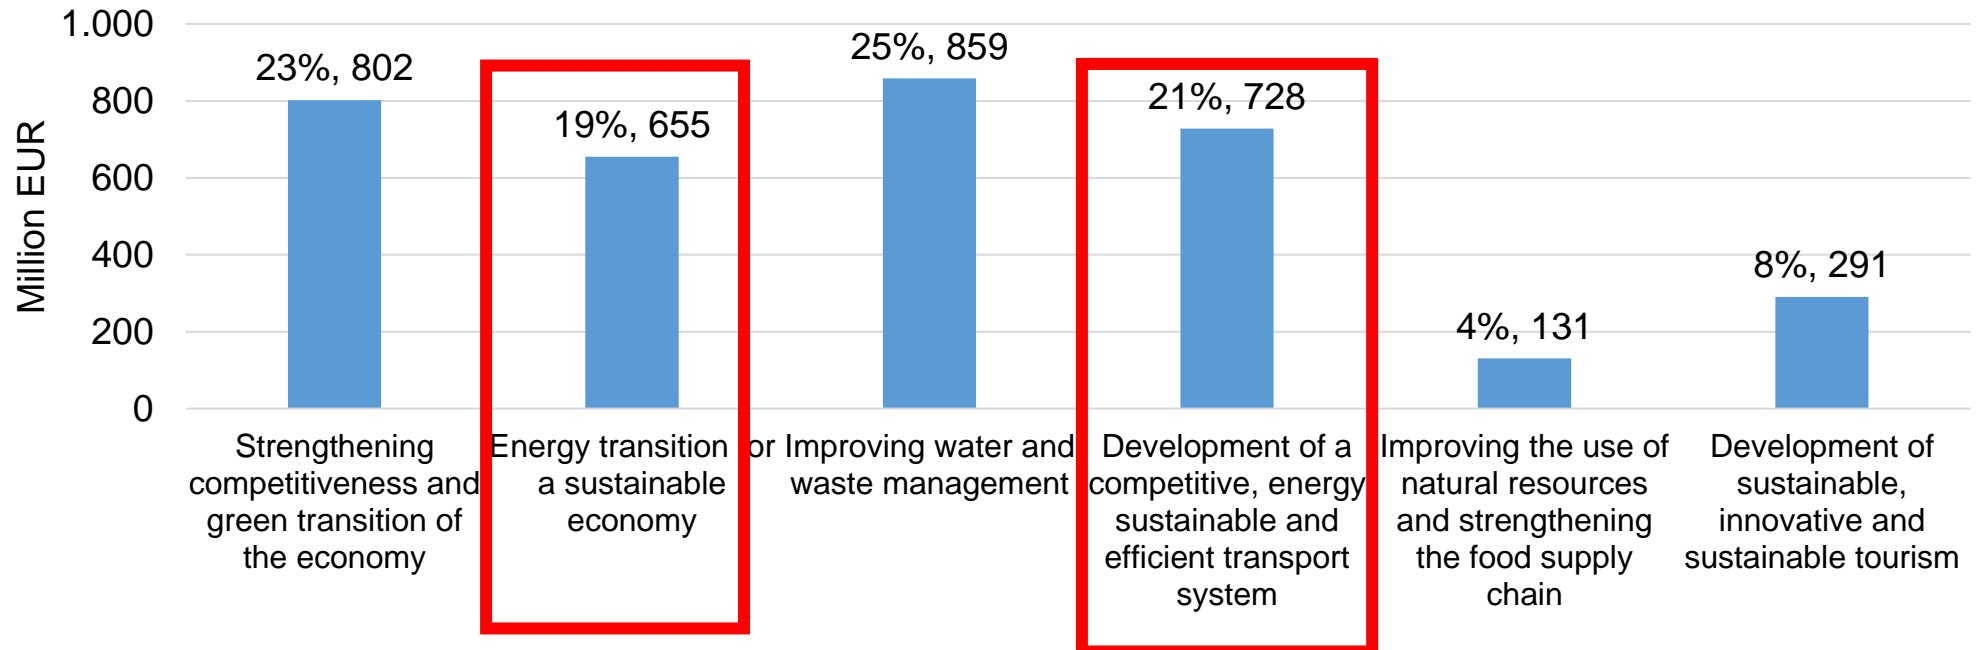 Million EUR
1.000
800
600
400
200
0
23%, 802
19%, 655
25%, 859
21%, 728
4%, 131
8%, 291
Strengthening
competitiveness and
green transition of
the economy
Energy transition or
a sustainable
economy
Improving water and
waste management
Development of a
competitive, energy
sustainable and
efficient transport
system
Improving the use of
natural resources
and strengthening
the food supply
chain
Development of
sustainable,
innovative and
sustainable tourism